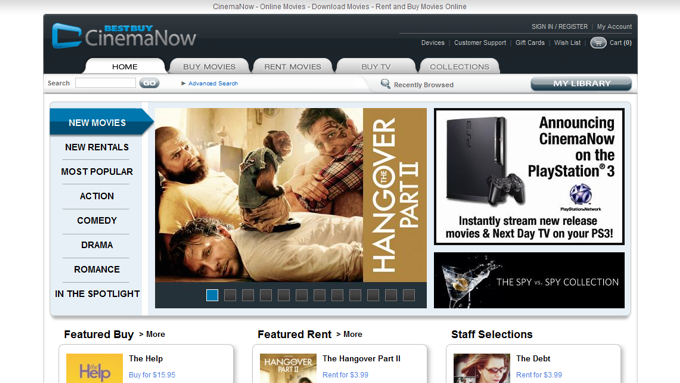 CinemaNow - Online Movies - Download Movies - Rent and Buy Movies Online
BEST BUY
CinemaNow
SIGN IN / REGISTER | My Account
Devices | Customer Support | Gift Cards | Wish List | Cart (0)
HOME
BUY MOVIES
RENT MOVIES
BUY TV
COLLECTIONS
Search
GO
Advanced Search
Recently Browsed
MY LIBRARY
NEW MOVIES
NEW RENTALS
MOST POPULAR
ACTION
COMEDY
DRAMA
ROMANCE
IN THE SPOTLIGHT
THE
HANGOVER
PART II
PS3
Announcing
CinemaNow
on the
PlayStation®3
PlayStation Network
Instantly stream new release
movies & Next Day TV on your PS3!
THE SPY vs. SPY COLLECTION
Featured Buy > More
Featured Rent > More
Staff Selections
the Help
The Help
Buy for $15.95
HANGOVER
PART II
The Hangover Part II
Rent for $3.99
The Debt
Rent for $3.99